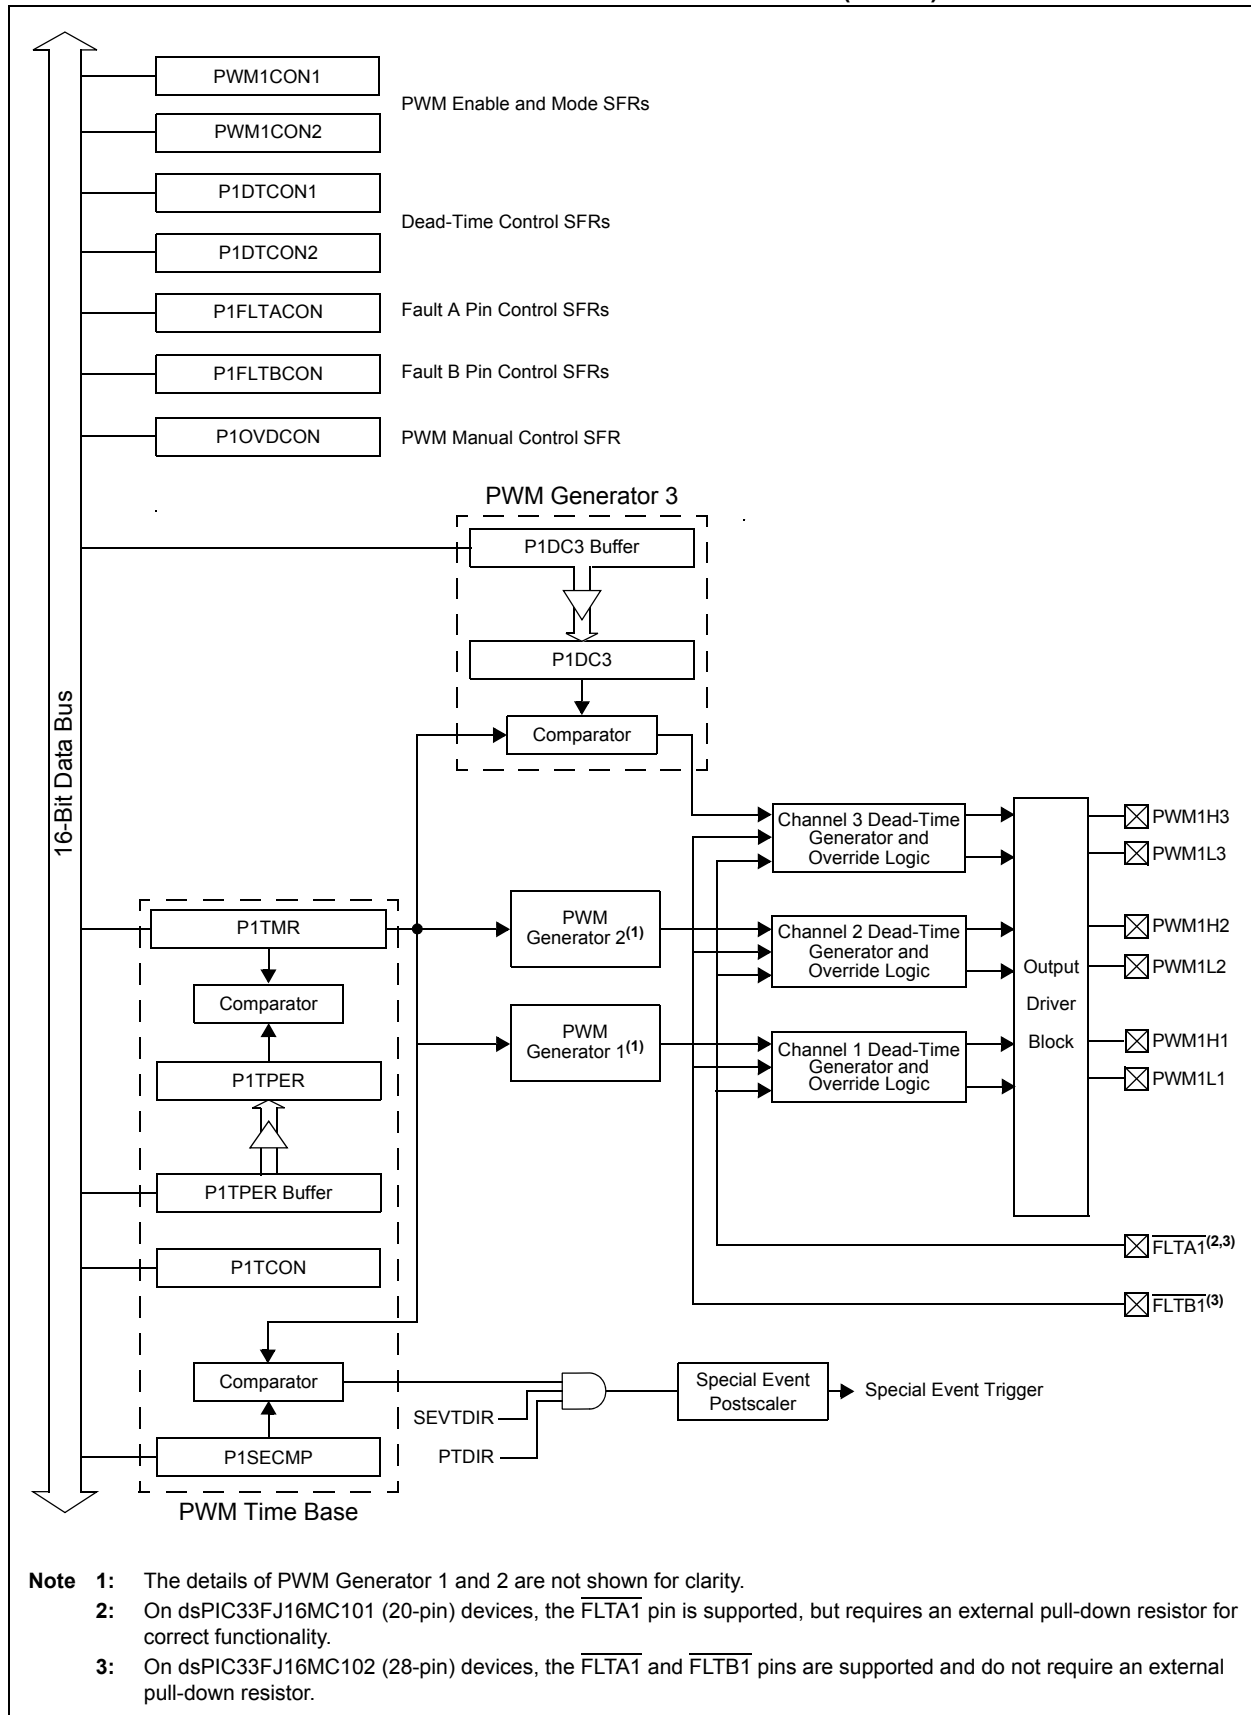 PWM1CON1
PWM Enable and Mode SFRs
PWM1CON2
P1DTCON1
Dead-Time Control SFRs
P1DTCON2
P1FLTACON
Fault A Pin Control SFRs
P1FLTBCON
Fault B Pin Control SFRs
P1OVDCON
PWM Manual Control SFR
PWM Generator 3
P1DC3 Buffer
P1DC3
Comparator
16-Bit Data Bus
Channel 3 Dead-Time
Generator and
Override Logic
PWM1H3
PWM1L3
P1TMR
PWM
Generator 2(1)
Channel 2 Dead-Time
Generator and
Override Logic
PWM1H2
PWM1L2
Output
Driver
Block
Comparator
PWM
Generator 1(1)
Channel 1 Dead-Time
Generator and
Override Logic
PWM1H1
PWM1L1
P1TPER
P1TPER Buffer
FLTA1(2,3)
P1TCON
FLTB1(3)
Comparator
Special Event
Postscaler
Special Event Trigger
SEVTDIR
PTDIR
P1SECMP
PWM Time Base
Note 1: The details of PWM Generator 1 and 2 are not shown for clarity.
2: On dsPIC33FJ16MC101 (20-pin) devices, the FLTA1 pin is supported, but requires an external pull-down resistor for
correct functionality.
3: On dsPIC33FJ16MC102 (28-pin) devices, the FLTA1 and FLTB1 pins are supported and do not require an external
pull-down resistor.